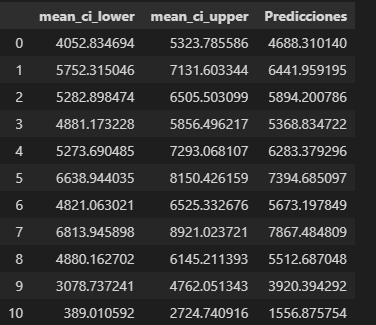 mean_ci_lower mean_ci_upper Predicciones
0 4052.834694 5323.785586 4688.310140
1 5752.315046 7131.603344 6441.959195
2 5282.898474 6505.503099 5894.200786
3 4881.173228 5856.496217 5368.834722
4 5273.690485 7293.068107 6283.379296
5 6638.944035 8150.426159 7394.685097
6 4821.063021 6525.332676 5673.197849
7 6813.945898 8921.023721 7867.484809
8 4880.162702 6145.211393 5512.687048
9 3078.737241 4762.051343 3920.394292
10 389.010592 2724.740916 1556.875754